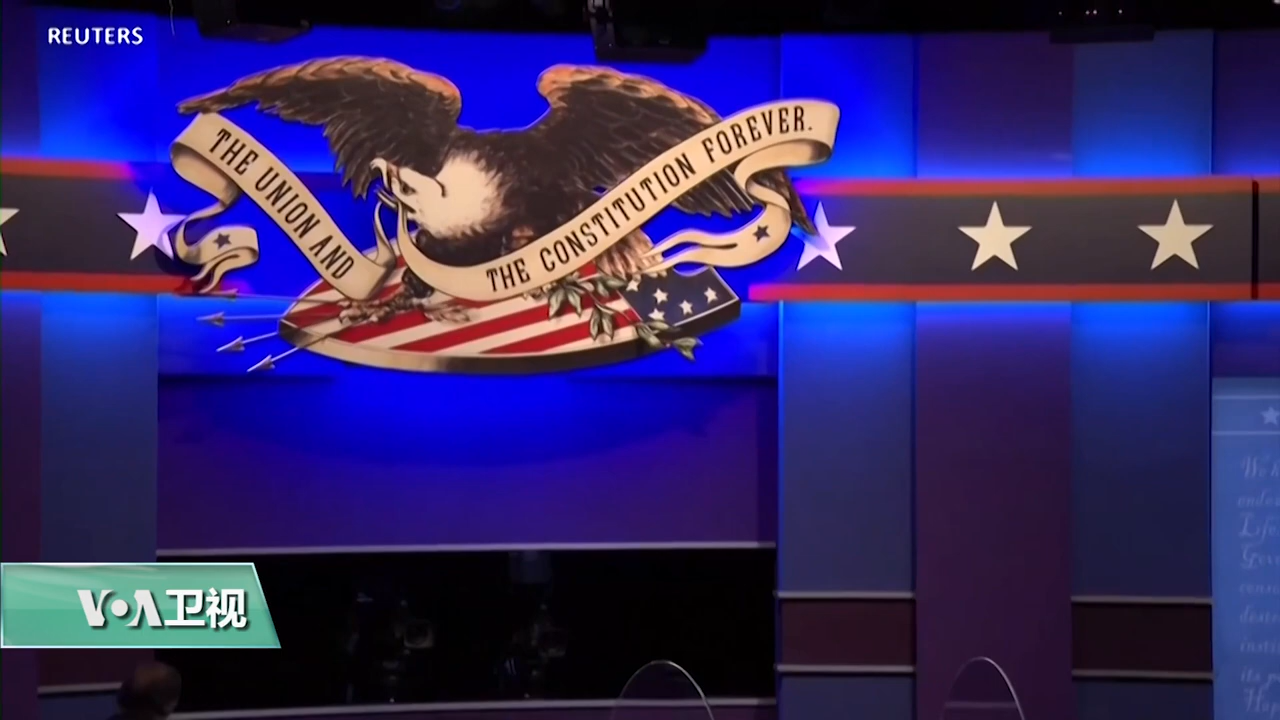 REUTERS
THE UNION AND
THE CONSTITUTION FOREVER.
VOA卫视